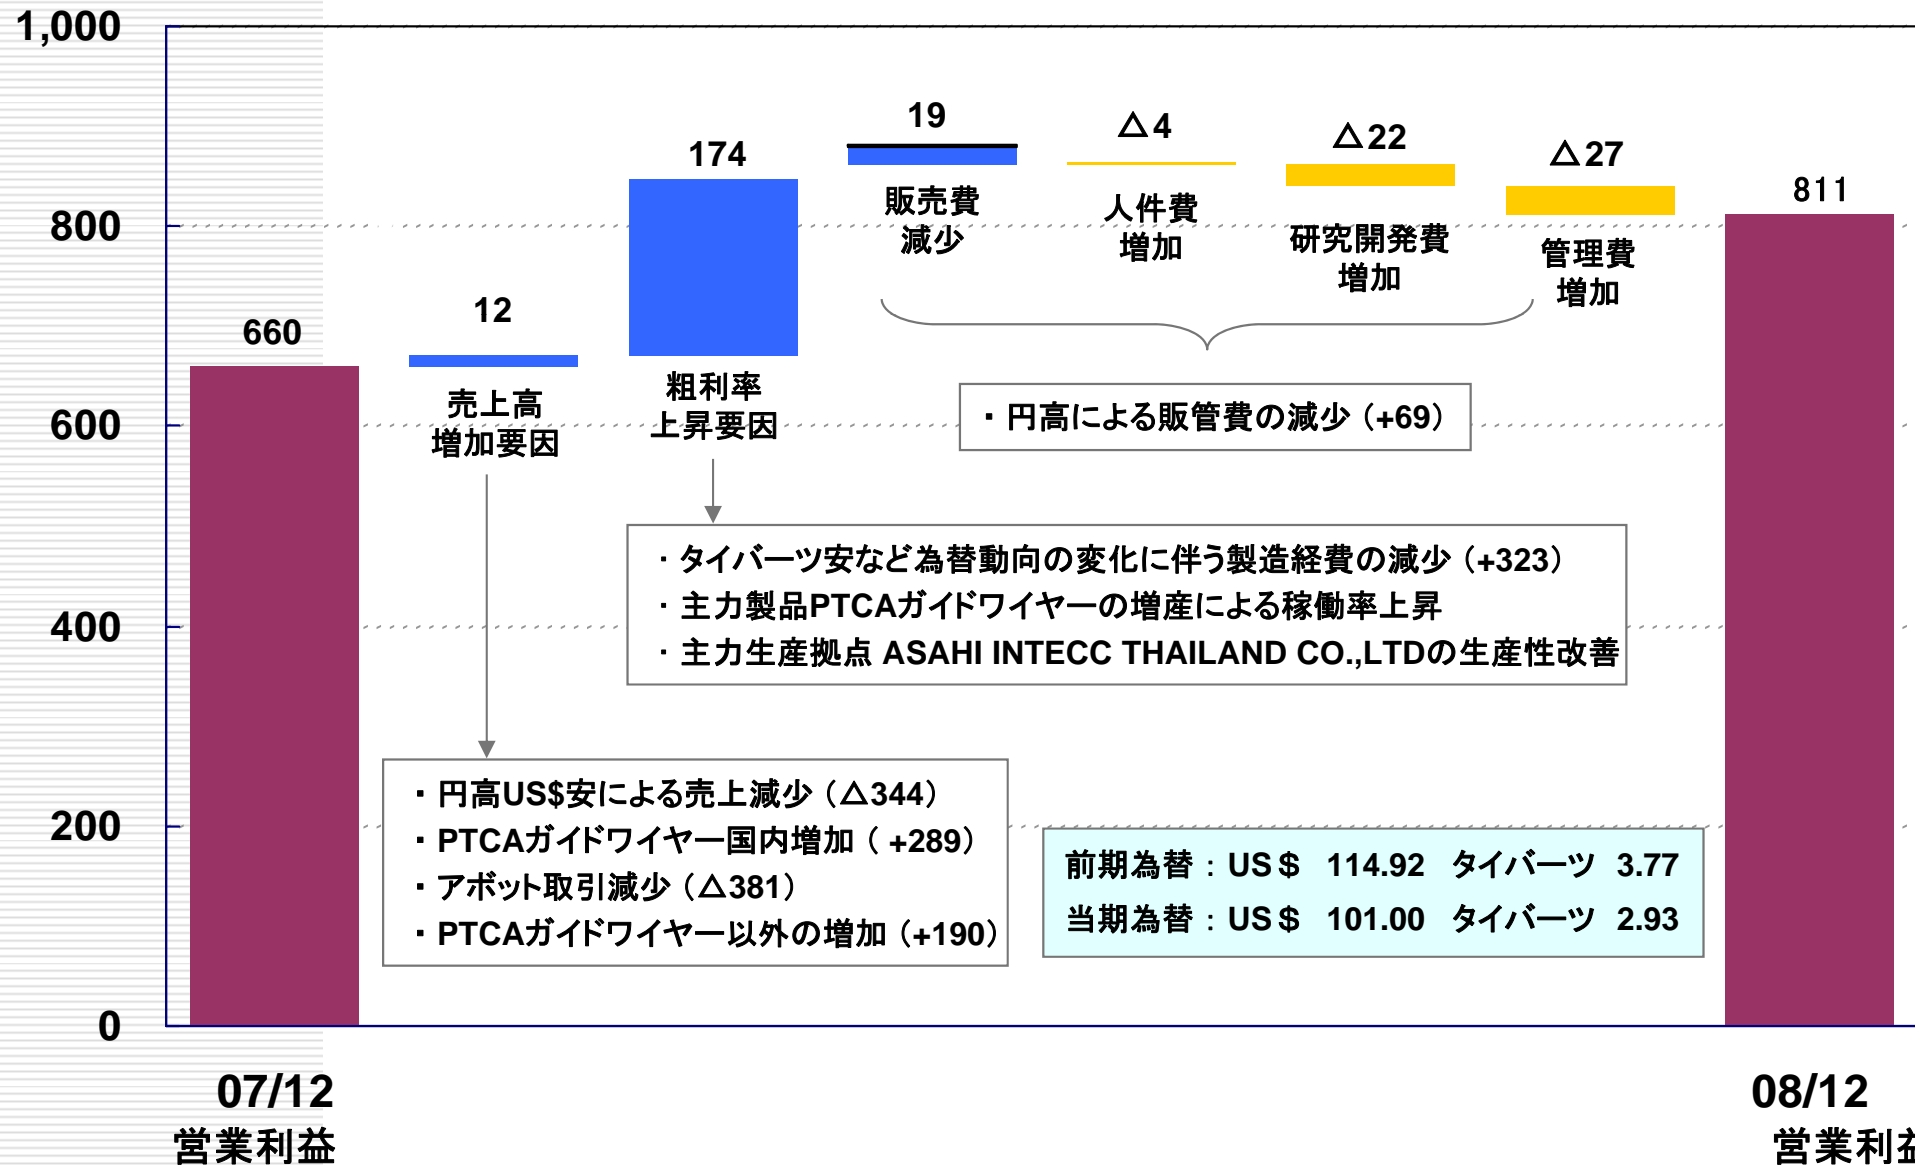 1,000
800
600
400
200
0
660
12
売上高
増加要因
174
粗利率
上昇要因
19
販売費
減少
△4
人件費
増加
△22
研究開発費
増加
△27
管理費
増加
811
・円高による販管費の減少（+69）
・タイバーツ安など為替動向の変化に伴う製造経費の減少（+323）
・主力製品PTCAガイドワイヤーの増産による稼働率上昇
・主力生産拠点 ASAHI INTECC THAILAND CO.,LTDの生産性改善
・円高US$安による売上減少（△344）
・PTCAガイドワイヤー国内増加（ +289）
・アボット取引減少（△381）
・PTCAガイドワイヤー以外の増加（+190）
前期為替：US＄ 114.92 タイバーツ 3.77
当期為替：US＄ 101.00 タイバーツ 2.93
07/12
営業利益
08/12
営業利益